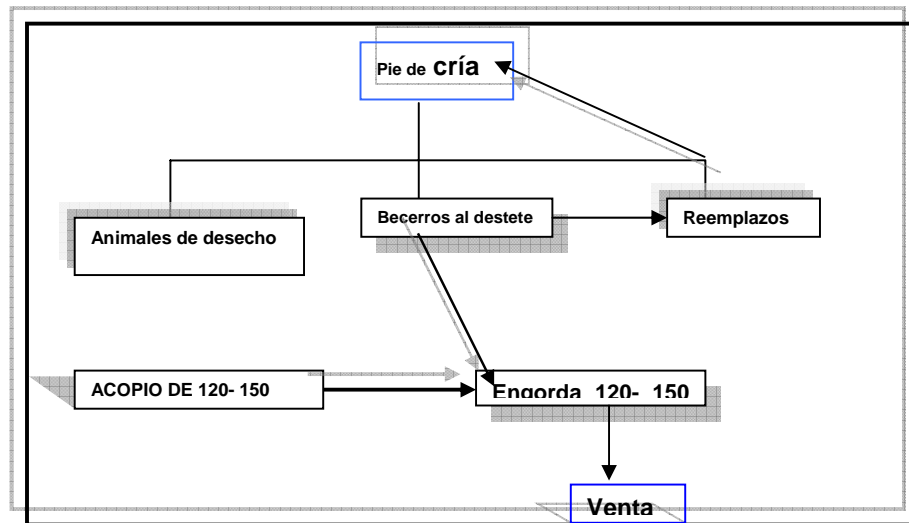 Pie de cría
Animales de desecho
Becerros al destete
Reemplazos
ACOPIO DE 120- 150
Engorda 120- 150
Venta